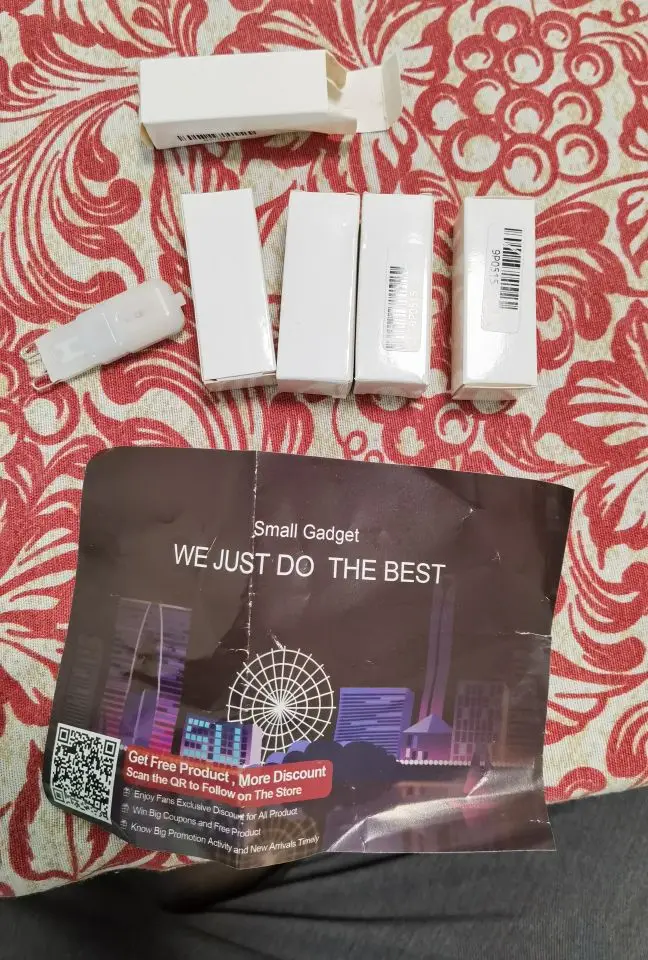 9P0515
9P0515
Small Gadget
WE JUST DO THE BEST
Get Free Product , More Discount
Scan the QR to Follow on The Store
Enjoy Fans Exclusive Discount for All Product
Win Big Coupons and Free Product
Know Big Promotion Activity and New Arrivals Timely